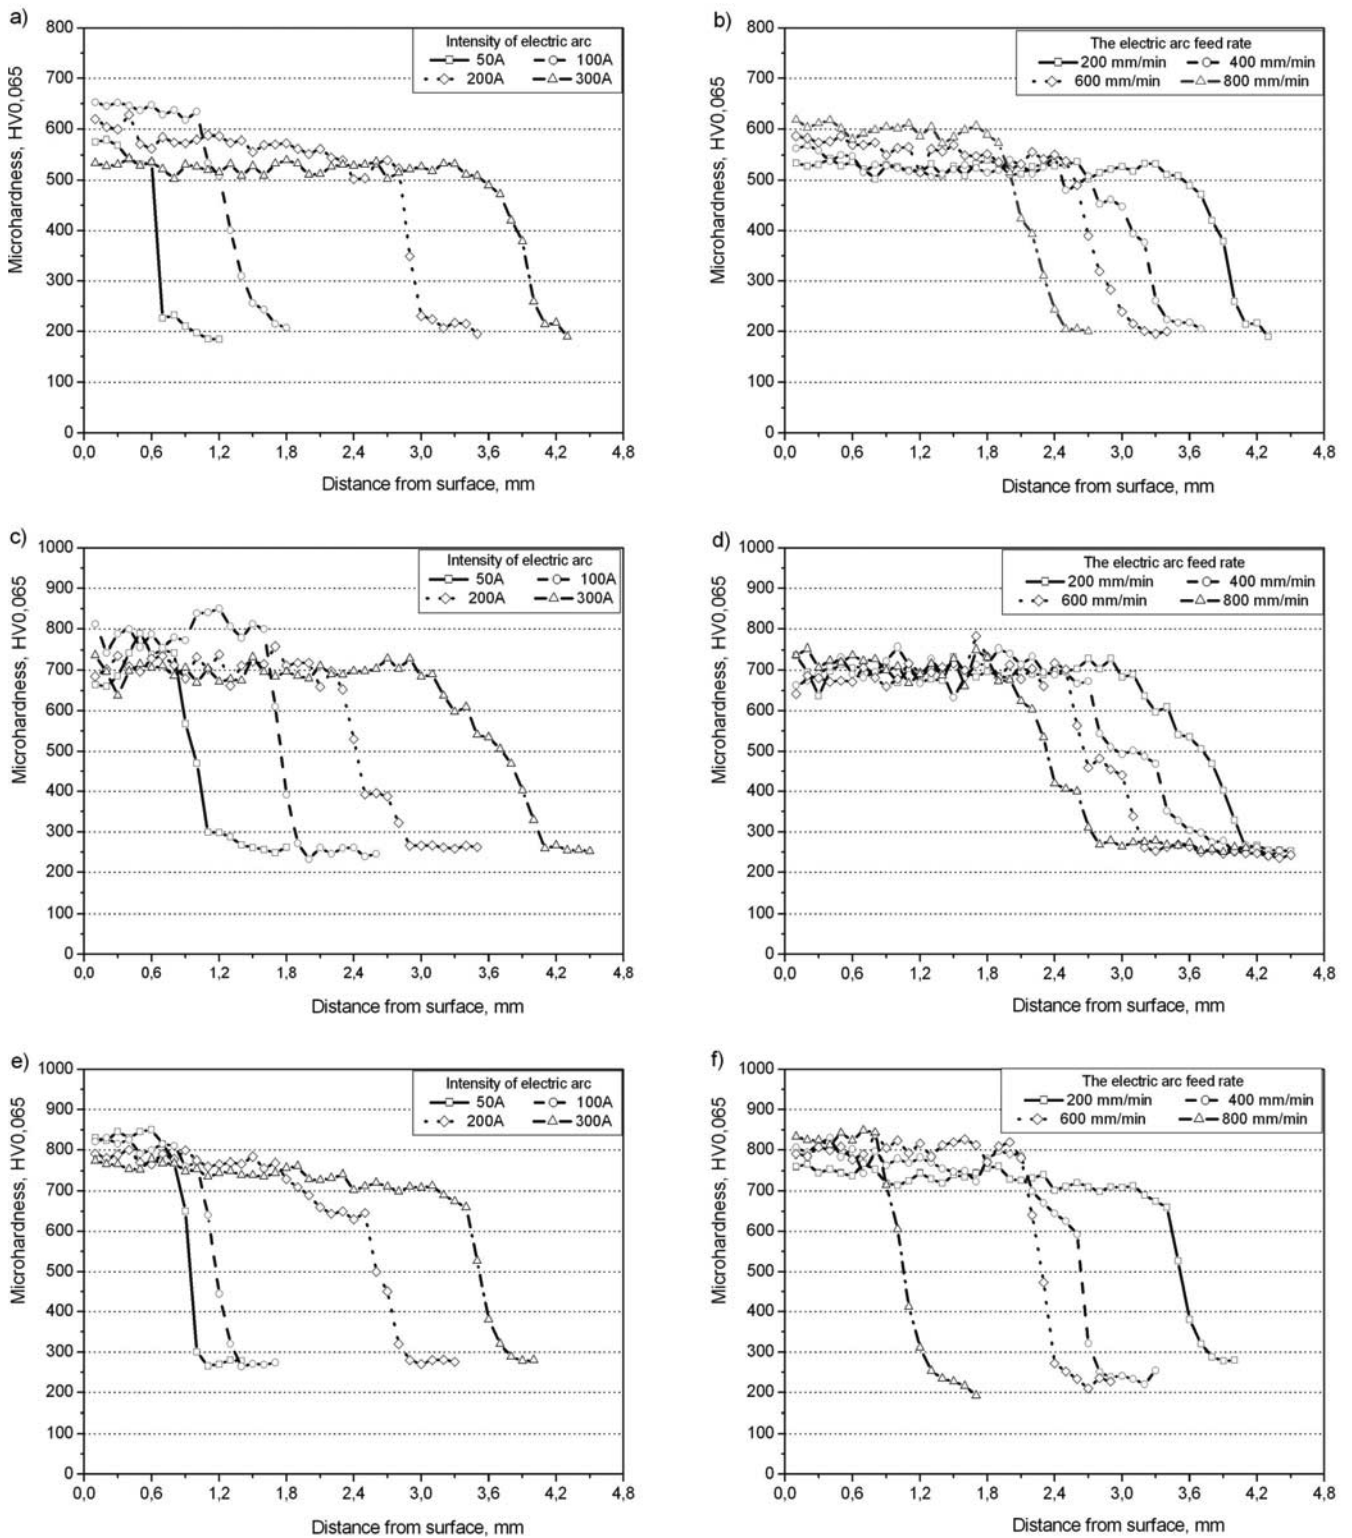 a)
Intensity of electric arc
50A 100A
200A 300A
Microhardness, HV0,065
800
700
600
500
400
300
200
100
0
0,0 0,6 1,2 1,8 2,4 3,0 3,6 4,2 4,8
Distance from surface, mm
b)
The electric arc feed rate
200 mm/min 400 mm/min
600 mm/min 800 mm/min
Microhardness, HV0,065
800
700
600
500
400
300
200
100
0
0,0 0,6 1,2 1,8 2,4 3,0 3,6 4,2 4,8
Distance from surface, mm
c)
Intensity of electric arc
50A 100A
200A 300A
Microhardness, HV0,065
1000
900
800
700
600
500
400
300
200
100
0
0,0 0,6 1,2 1,8 2,4 3,0 3,6 4,2 4,8
Distance from surface, mm
d)
The electric arc feed rate
200 mm/min 400 mm/min
600 mm/min 800 mm/min
Microhardness, HV0,065
1000
900
800
700
600
500
400
300
200
100
0
0,0 0,6 1,2 1,8 2,4 3,0 3,6 4,2 4,8
Distance from surface, mm
e)
Intensity of electric arc
50A 100A
200A 300A
Microhardness, HV0,065
1000
900
800
700
600
500
400
300
200
100
0
0,0 0,6 1,2 1,8 2,4 3,0 3,6 4,2 4,8
Distance from surface, mm
f)
The electric arc feed rate
200 mm/min 400 mm/min
600 mm/min 800 mm/min
Microhardness, HV0,065
1000
900
800
700
600
500
400
300
200
100
0
0,0 0,6 1,2 1,8 2,4 3,0 3,6 4,2 4,8
Distance from surface, mm